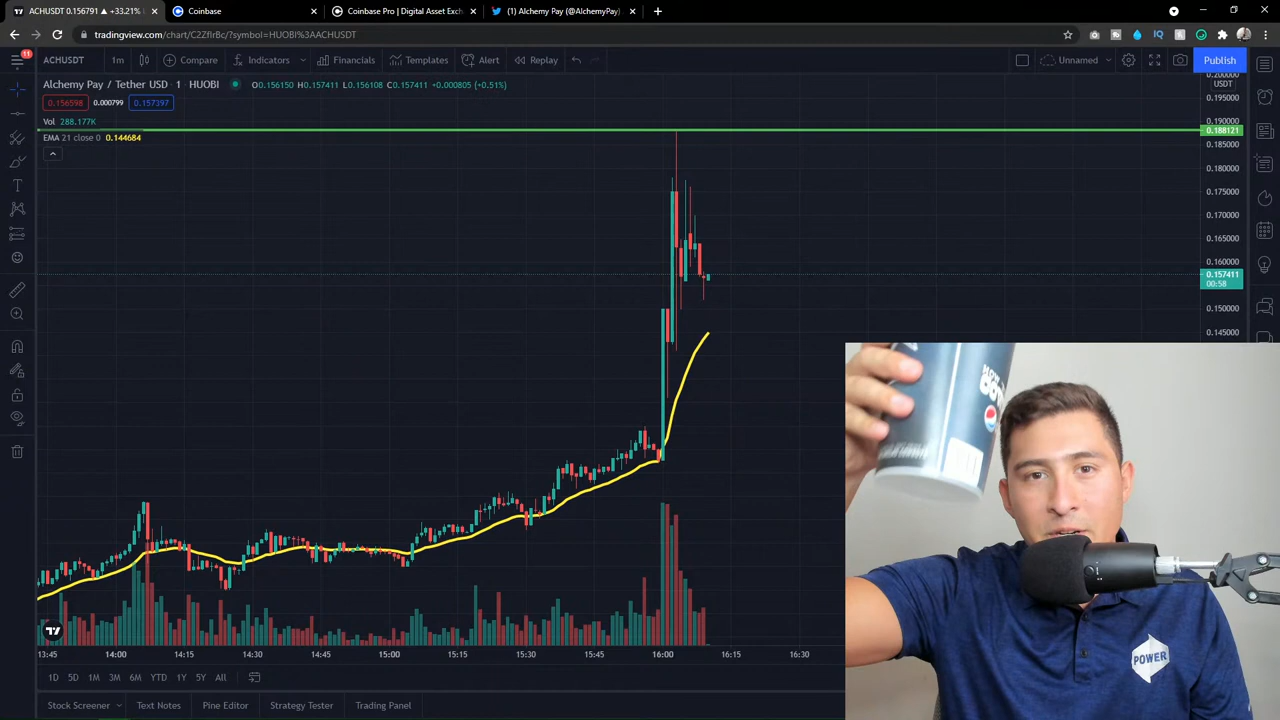 ACHUSDT 0.156791 ▲ +33.21%
Coinbase
Coinbase Pro | Digital Asset Exch
(1) Alchemy Pay (@AlchemyPay)
tradingview.com/chart/C2ZfIrBc/?symbol=HUOBI%3AACHUSDT
11
ACHUSDT
1m
Compare
Indicators
Financials
Templates
Alert
Replay
Unnamed
Publish
Alchemy Pay / Tether USD · 1 · HUOBI
O0.156150 H0.157411 L0.156108 C0.157411 +0.000805 (+0.51%)
0.156598 0.000799 0.157397
Vol 288.177K
EMA 21 close 0 0.144684
0.200000
USDT
0.195000
0.190000
0.188121
0.185000
0.180000
0.175000
0.170000
0.165000
0.160000
0.157411
00:58
0.150000
0.145000
13:45 14:00 14:15 14:30 14:45 15:00 15:15 15:30 15:45 16:00 16:15 16:30
1D 5D 1M 3M 6M YTD 1Y 5Y All
Stock Screener
Text Notes
Pine Editor
Strategy Tester
Trading Panel
POWER
pepsi